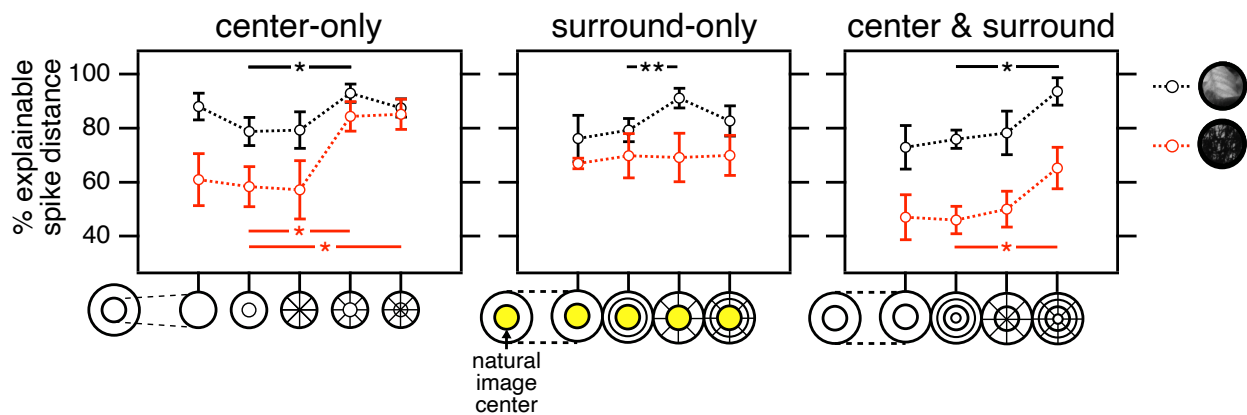 center-only
surround-only
center & surround
% explainable
spike distance
100
80
60
40
*
**
*
*
*
*
natural
image
center